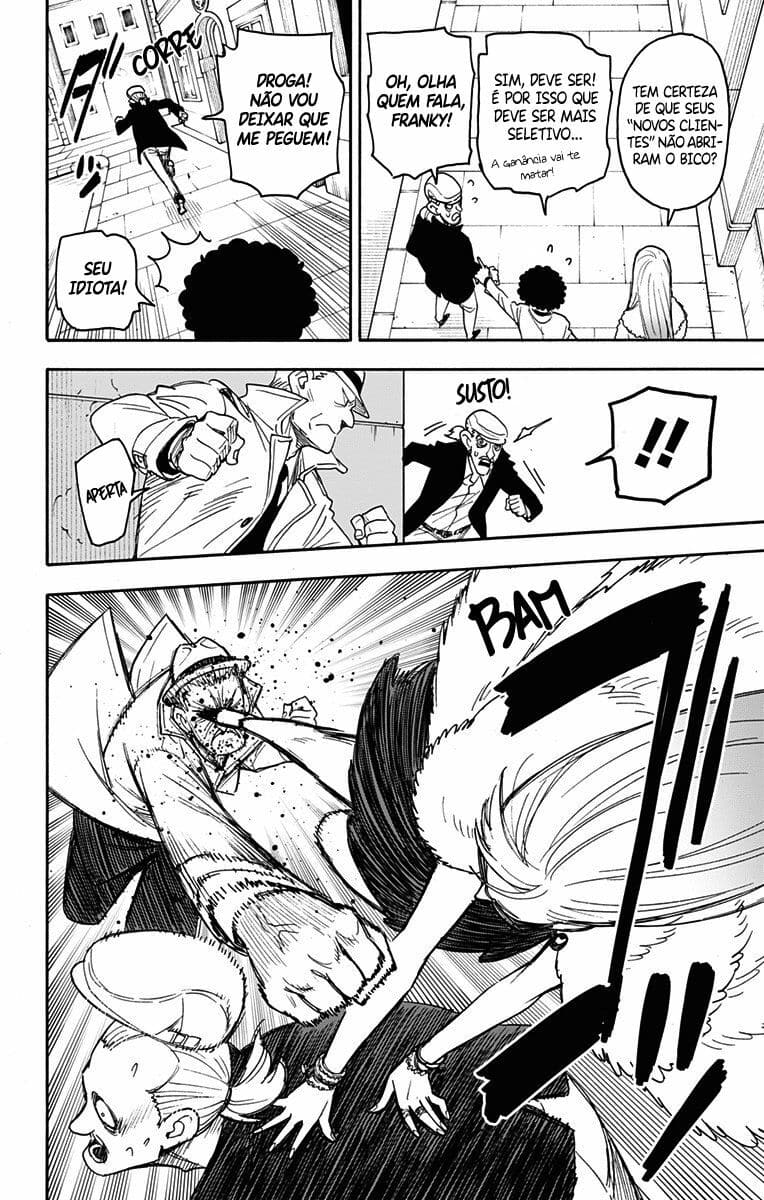 TEM CERTEZA
DE QUE SEUS
"NOVOS CLIEN-
TES" NÃO ABRI-
RAM O BICO?
SIM, DEVE SER!
É POR ISSO QUE
DEVE SER MAIS
SELETIVO...
A Ganância vai te
matar!
OH, OLHA
QUEM FALA,
FRANKY!
DROGA!
NÃO VOU
DEIXAR QUE
ME PEGUEM!
CORRE
SEU
IDIOTA!
!!
SUSTO!
APERTA
BAM